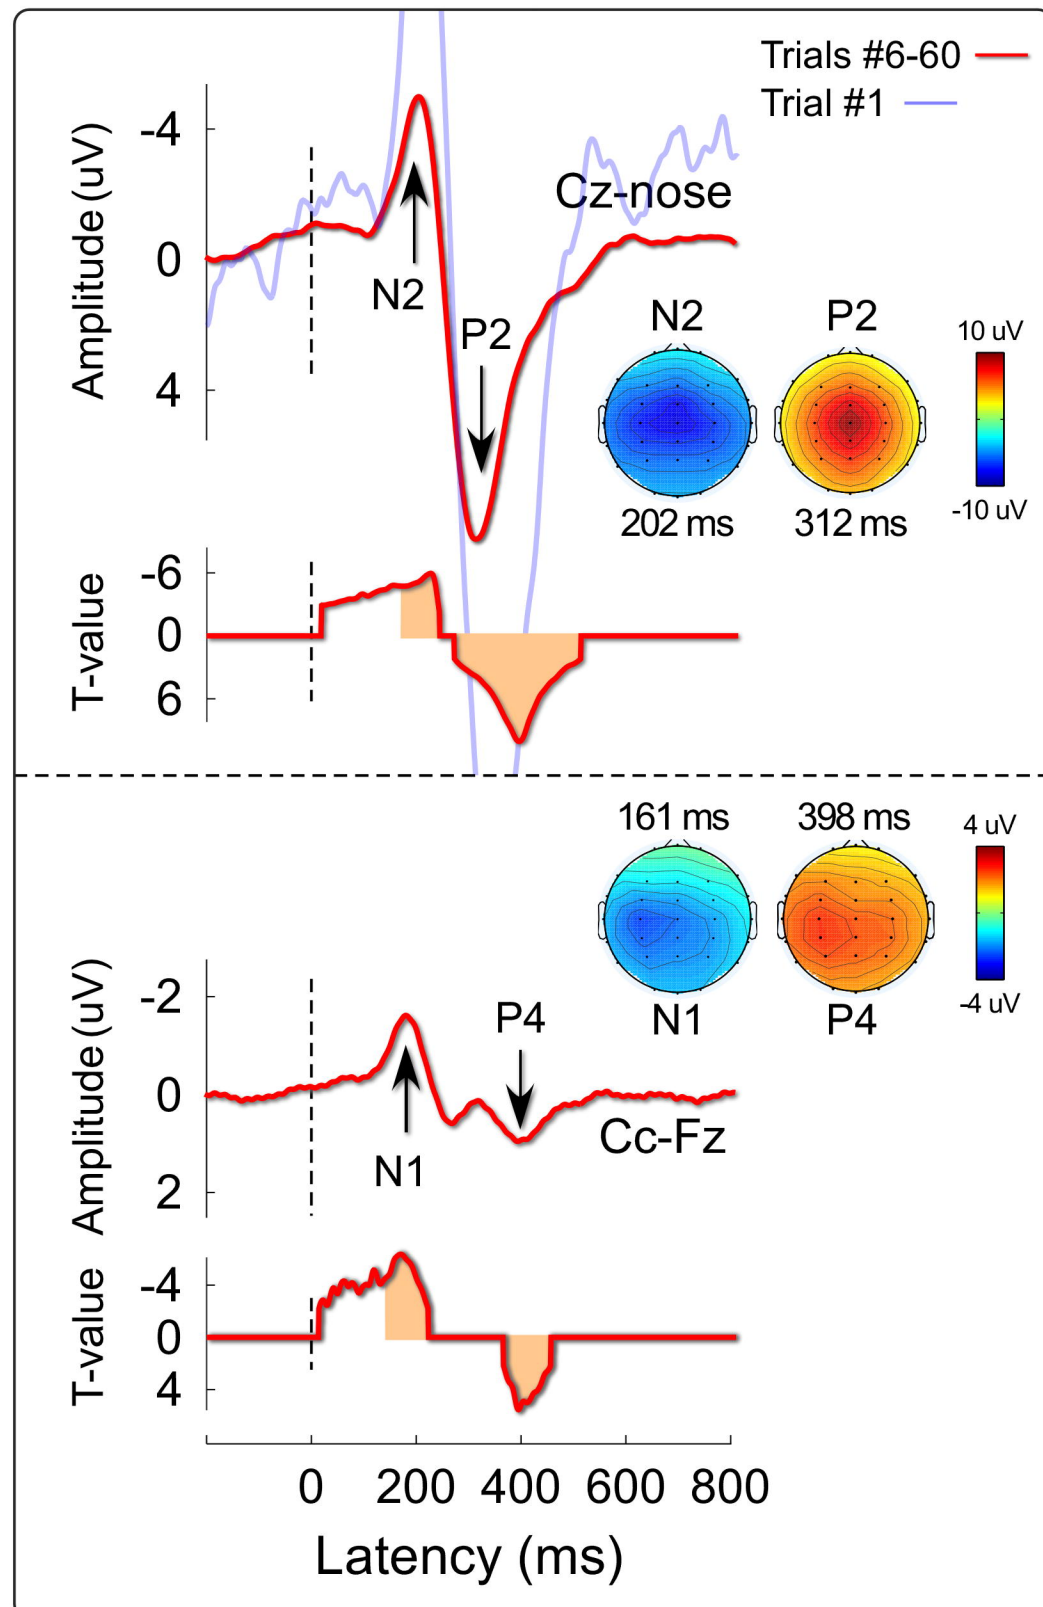 Trials #6-60
Trial #1
Amplitude (uV)
-4
0
4
Cz-nose
N2
P2
N2
P2
10 uV
-10 uV
202 ms
312 ms
T-value
-6
0
6
161 ms
398 ms
4 uV
-4 uV
N1
P4
Amplitude (uV)
-2
0
2
P4
N1
Cc-Fz
T-value
-4
0
4
0
200
400
600
800
Latency (ms)